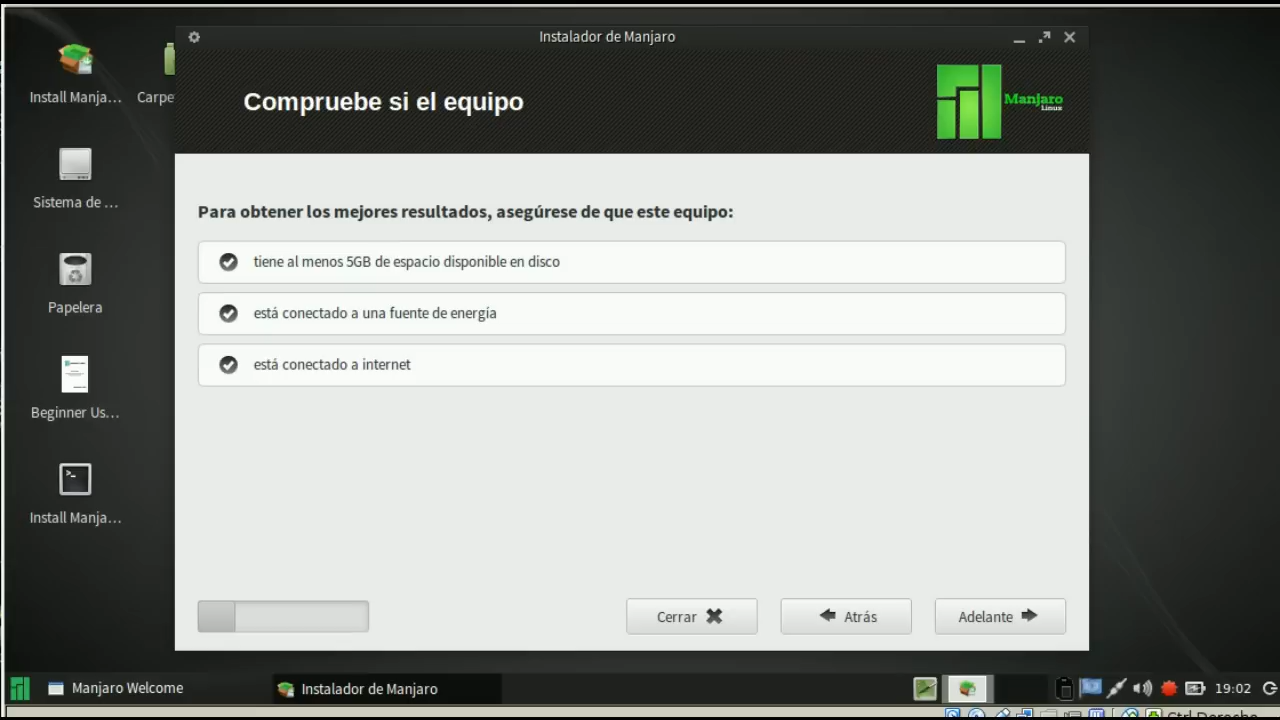 Instalador de Manjaro
Install Manja...
Carpe
Compruebe si el equipo
Manjaro
Linux
Sistema de ...
Para obtener los mejores resultados, asegúrese de que este equipo:
tiene al menos 5GB de espacio disponible en disco
Papelera
está conectado a una fuente de energía
está conectado a internet
Beginner Us...
Install Manja...
Cerrar
Atrás
Adelante
Manjaro Welcome
Instalador de Manjaro
19:02
Ctrl Derecho